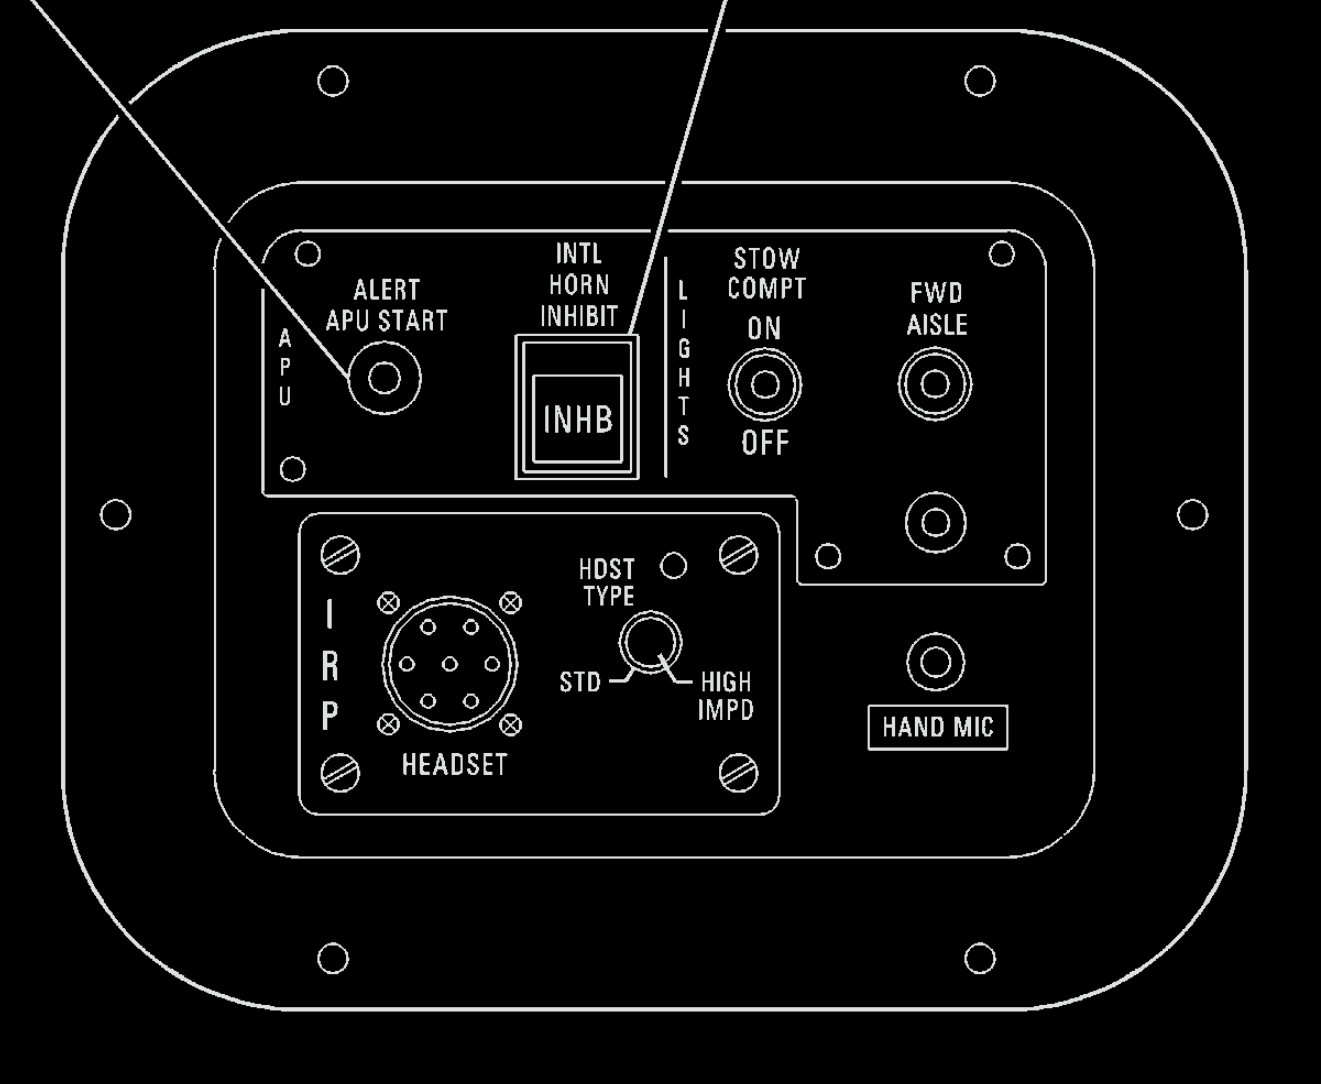 INTL
HORN
INHIBIT
ALERT
APU START
APU
INHB
LIGHTS
STOW
COMPT
ON
OFF
FWD
AISLE
IRP
HEADSET
HDST
TYPE
STD
HIGH
IMPD
HAND MIC